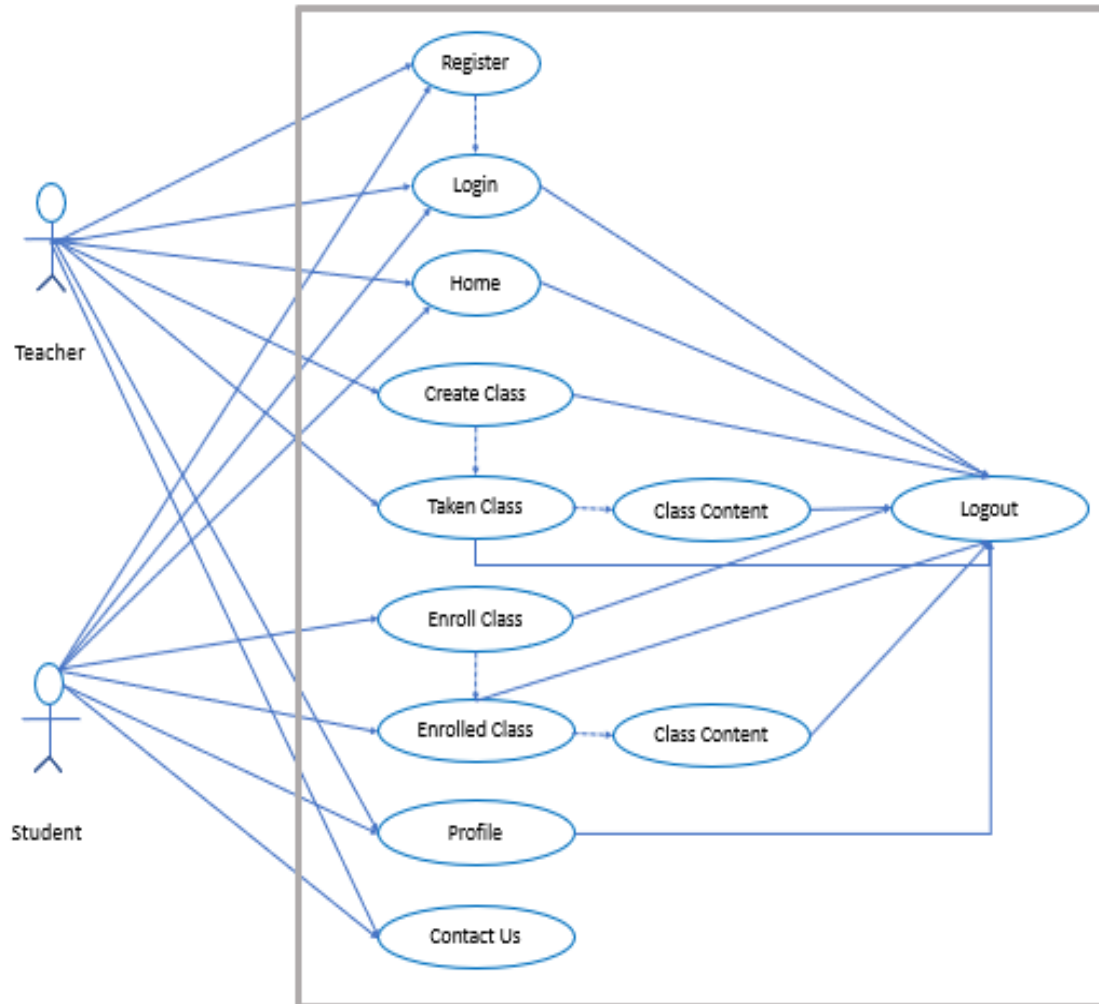 Register
Login
Home
Teacher
Create Class
Taken Class
Class Content
Logout
Enroll Class
Enrolled Class
Class Content
Student
Profile
Contact Us